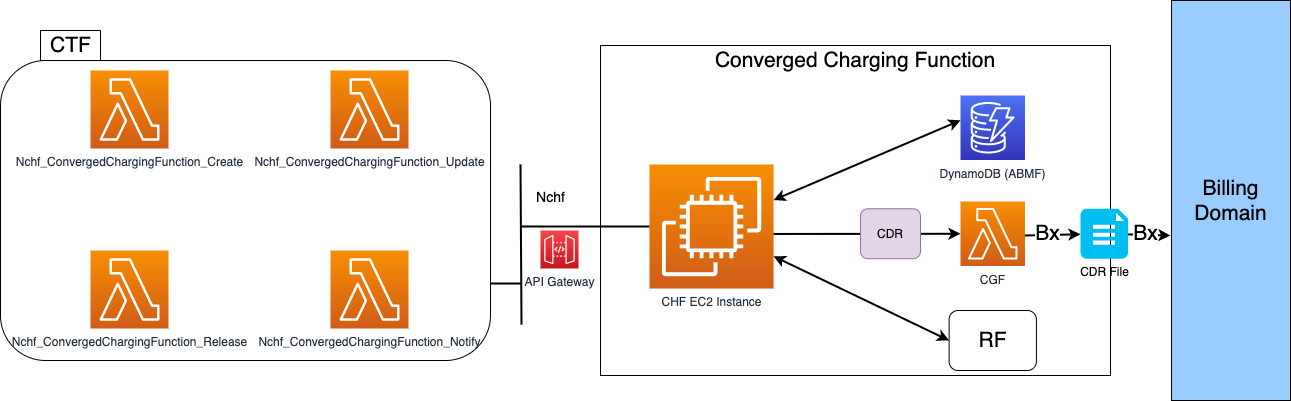 CTF
Nchf_ConvergedChargingFunction_Create
Nchf_ConvergedChargingFunction_Update
Nchf_ConvergedChargingFunction_Release
Nchf_ConvergedChargingFunction_Notify
Nchf
API Gateway
Converged Charging Function
CHF EC2 Instance
DynamoDB (ABMF)
CDR
CGF
Bx
CDR File
Bx
RF
Billing
Domain